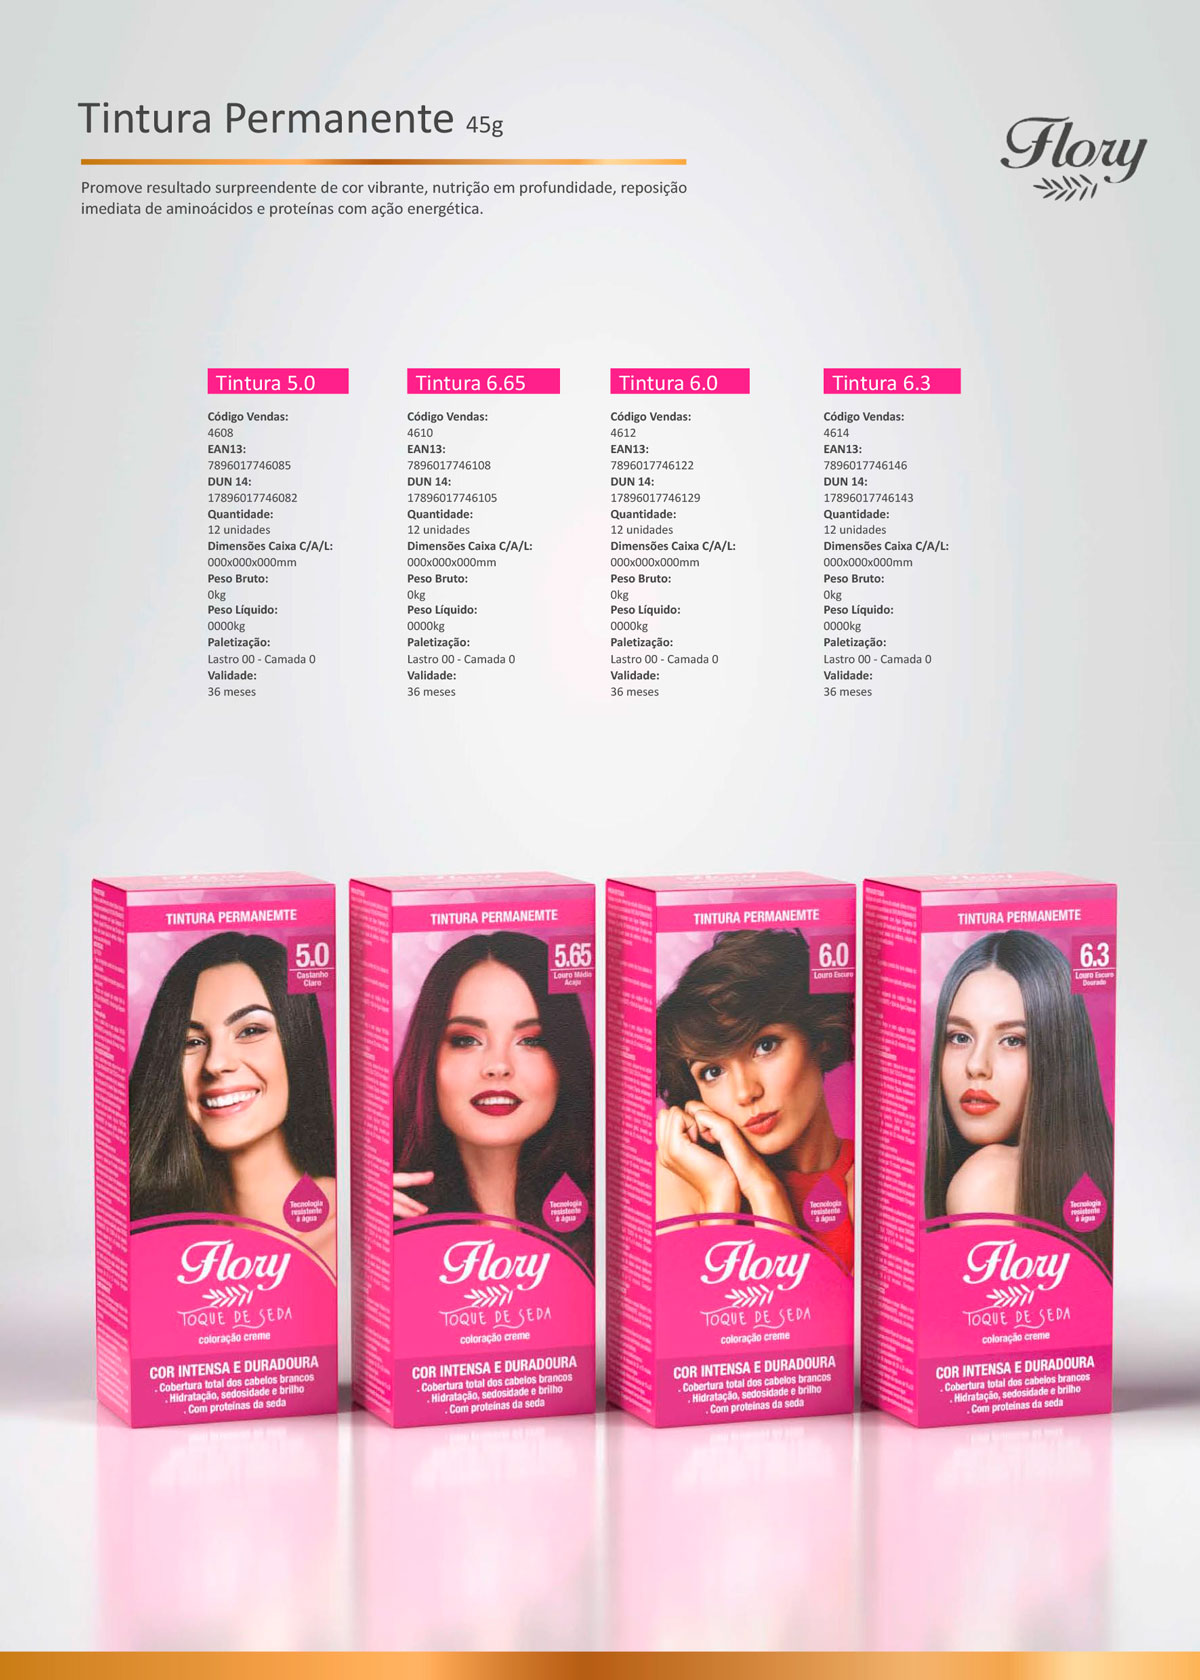 Tintura Permanente 45g
Flory
Promove resultado surpreendente de cor vibrante, nutrição em profundidade, reposição
imediata de aminoácidos e proteínas com ação energética.
Tintura 5.0
Código Vendas:
4608
EAN13:
7896017746085
DUN 14:
17896017746082
Quantidade:
12 unidades
Dimensões Caixa C/A/L:
000x000x000mm
Peso Bruto:
0kg
Peso Líquido:
0000kg
Paletização:
Lastro 00 - Camada 0
Validade:
36 meses
Tintura 6.65
Código Vendas:
4610
EAN13:
7896017746108
DUN 14:
17896017746105
Quantidade:
12 unidades
Dimensões Caixa C/A/L:
000x000x000mm
Peso Bruto:
0kg
Peso Líquido:
0000kg
Paletização:
Lastro 00 - Camada 0
Validade:
36 meses
Tintura 6.0
Código Vendas:
4612
EAN13:
7896017746122
DUN 14:
17896017746129
Quantidade:
12 unidades
Dimensões Caixa C/A/L:
000x000x000mm
Peso Bruto:
0kg
Peso Líquido:
0000kg
Paletização:
Lastro 00 - Camada 0
Validade:
36 meses
Tintura 6.3
Código Vendas:
4614
EAN13:
7896017746146
DUN 14:
17896017746143
Quantidade:
12 unidades
Dimensões Caixa C/A/L:
000x000x000mm
Peso Bruto:
0kg
Peso Líquido:
0000kg
Paletização:
Lastro 00 - Camada 0
Validade:
36 meses
TINTURA PERMANEMTE
5.0
Castanho
Claro
Tecnologia
resistente
à água
Flory
TOQUE DE SEDA
coloração creme
COR INTENSA E DURADOURA
. Cobertura total dos cabelos brancos
. Hidratação, sedosidade e brilho
. Com proteínas da seda
TINTURA PERMANEMTE
5.65
Louro Médio
Acaju
Tecnologia
resistente
à água
Flory
TOQUE DE SEDA
coloração creme
COR INTENSA E DURADOURA
. Cobertura total dos cabelos brancos
. Hidratação, sedosidade e brilho
. Com proteínas da seda
TINTURA PERMANEMTE
6.0
Louro Escuro
Tecnologia
resistente
à água
Flory
TOQUE DE SEDA
coloração creme
COR INTENSA E DURADOURA
. Cobertura total dos cabelos brancos
. Hidratação, sedosidade e brilho
. Com proteínas da seda
TINTURA PERMANEMTE
6.3
Louro Escuro
Dourado
Tecnologia
resistente
à água
Flory
TOQUE DE SEDA
coloração creme
COR INTENSA E DURADOURA
. Cobertura total dos cabelos brancos
. Hidratação, sedosidade e brilho
. Com proteínas da seda